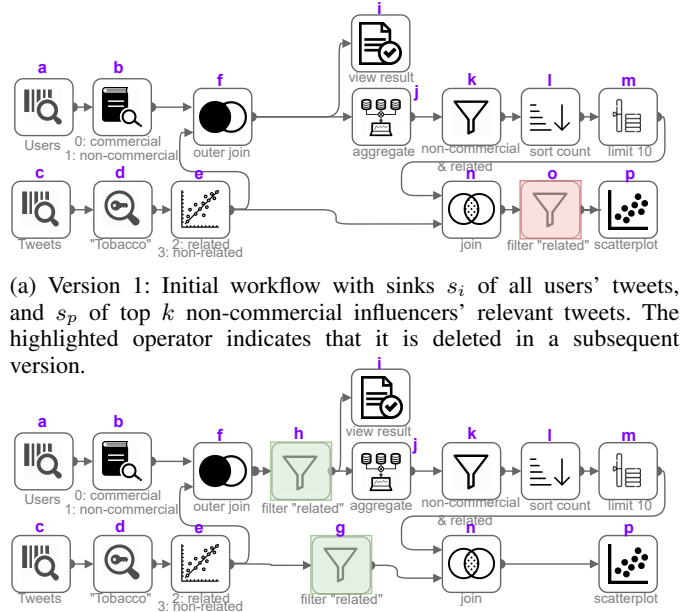 i
view result
a b f j k l m
Users
0: commercial
1: non-commercial
outer join
aggregate
non-commercial
& related
sort count
limit 10
c d e n o p
Tweets
"Tobacco"
2: related
3: non-related
join
filter "related"
scatterplot
(a) Version 1: Initial workflow with sinks s_i of all users' tweets,
and s_p of top k non-commercial influencers' relevant tweets. The
highlighted operator indicates that it is deleted in a subsequent
version.
i
view result
a b f h j k l m
Users
0: commercial
1: non-commercial
outer join
filter "related"
aggregate
non-commercial
& related
sort count
limit 10
c d e g n p
Tweets
"Tobacco"
2: related
3: non-related
filter "related"
join
scatterplot